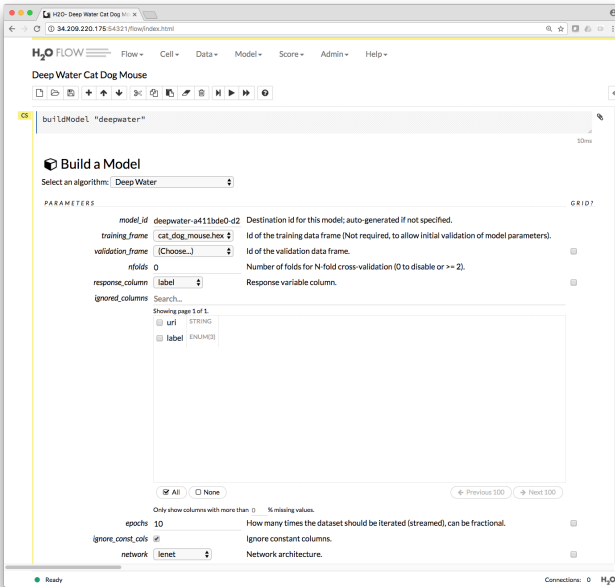 H2O- Deep Water Cat Dog Mo
34.209.220.175:54321/flow/index.html
H2O FLOW Flow Cell Data Model Score Admin Help
Deep Water Cat Dog Mouse
CS
buildModel "deepwater"
10ms
Build a Model
Select an algorithm: Deep Water
PARAMETERS GRID?
model_id deepwater-a411bde0-d2 Destination id for this model; auto-generated if not specified.
training_frame cat_dog_mouse.hex Id of the training data frame (Not required, to allow initial validation of model parameters).
validation_frame (Choose...) Id of the validation data frame.
nfolds 0 Number of folds for N-fold cross-validation (0 to disable or >= 2).
response_column label Response variable column.
ignored_columns Search...
Showing page 1 of 1.
uri STRING
label ENUM(3)
All None Previous 100 Next 100
Only show columns with more than 0 % missing values.
epochs 10 How many times the dataset should be iterated (streamed), can be fractional.
ignore_const_cols Ignore constant columns.
network lenet Network architecture.
Ready Connections: 0 H2O